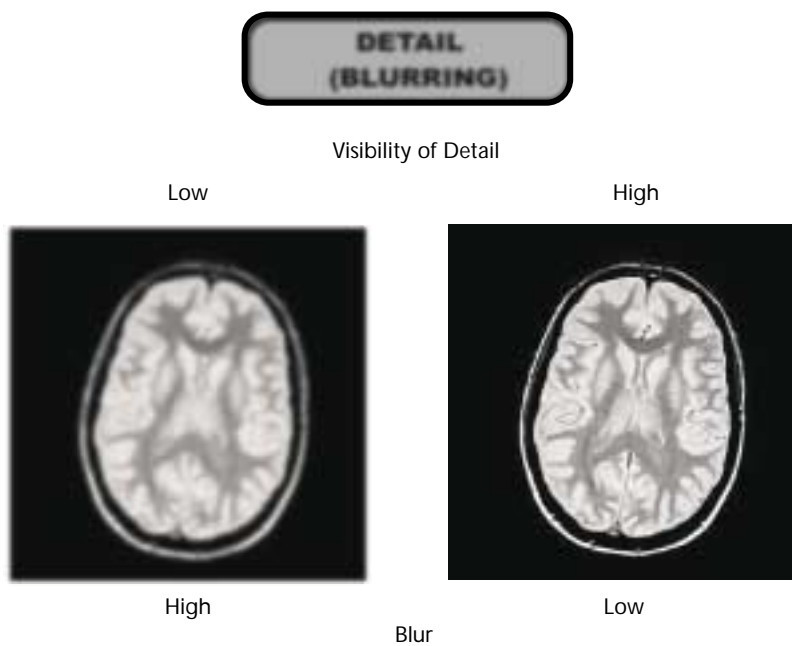 DETAIL
(BLURRING)
Visibility of Detail
Low High
High Low
Blur